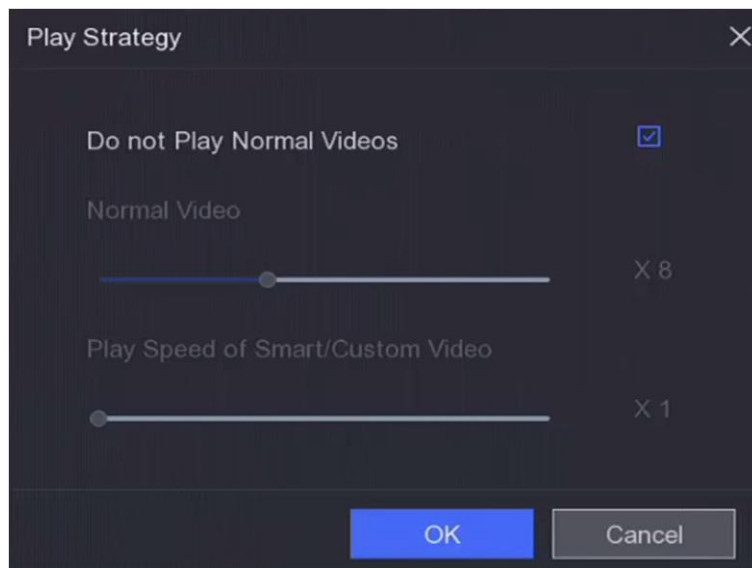 Play Strategy
Do not Play Normal Videos
Normal Video
X 8
Play Speed of Smart/Custom Video
X 1
OK
Cancel